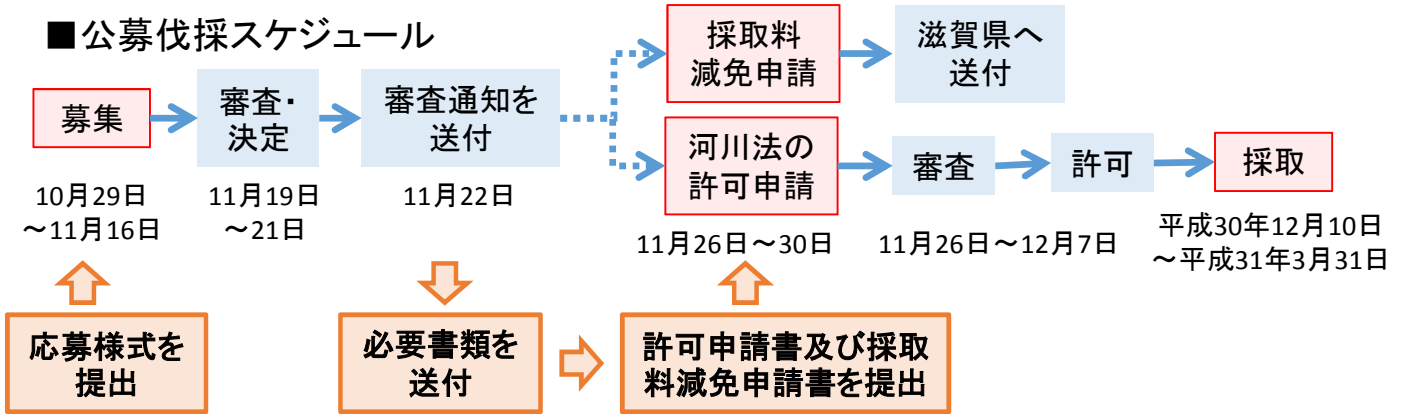 ■公募伐採スケジュール
募集
10月29日
～11月16日
審査・
決定
11月19日
～21日
審査通知を
送付
11月22日
採取料
減免申請
滋賀県へ
送付
河川法の
許可申請
11月26日～30日
審査
許可
11月26日～12月7日
採取
平成30年12月10日
～平成31年3月31日
応募様式を
提出
必要書類を
送付
許可申請書及び採取
料減免申請書を提出